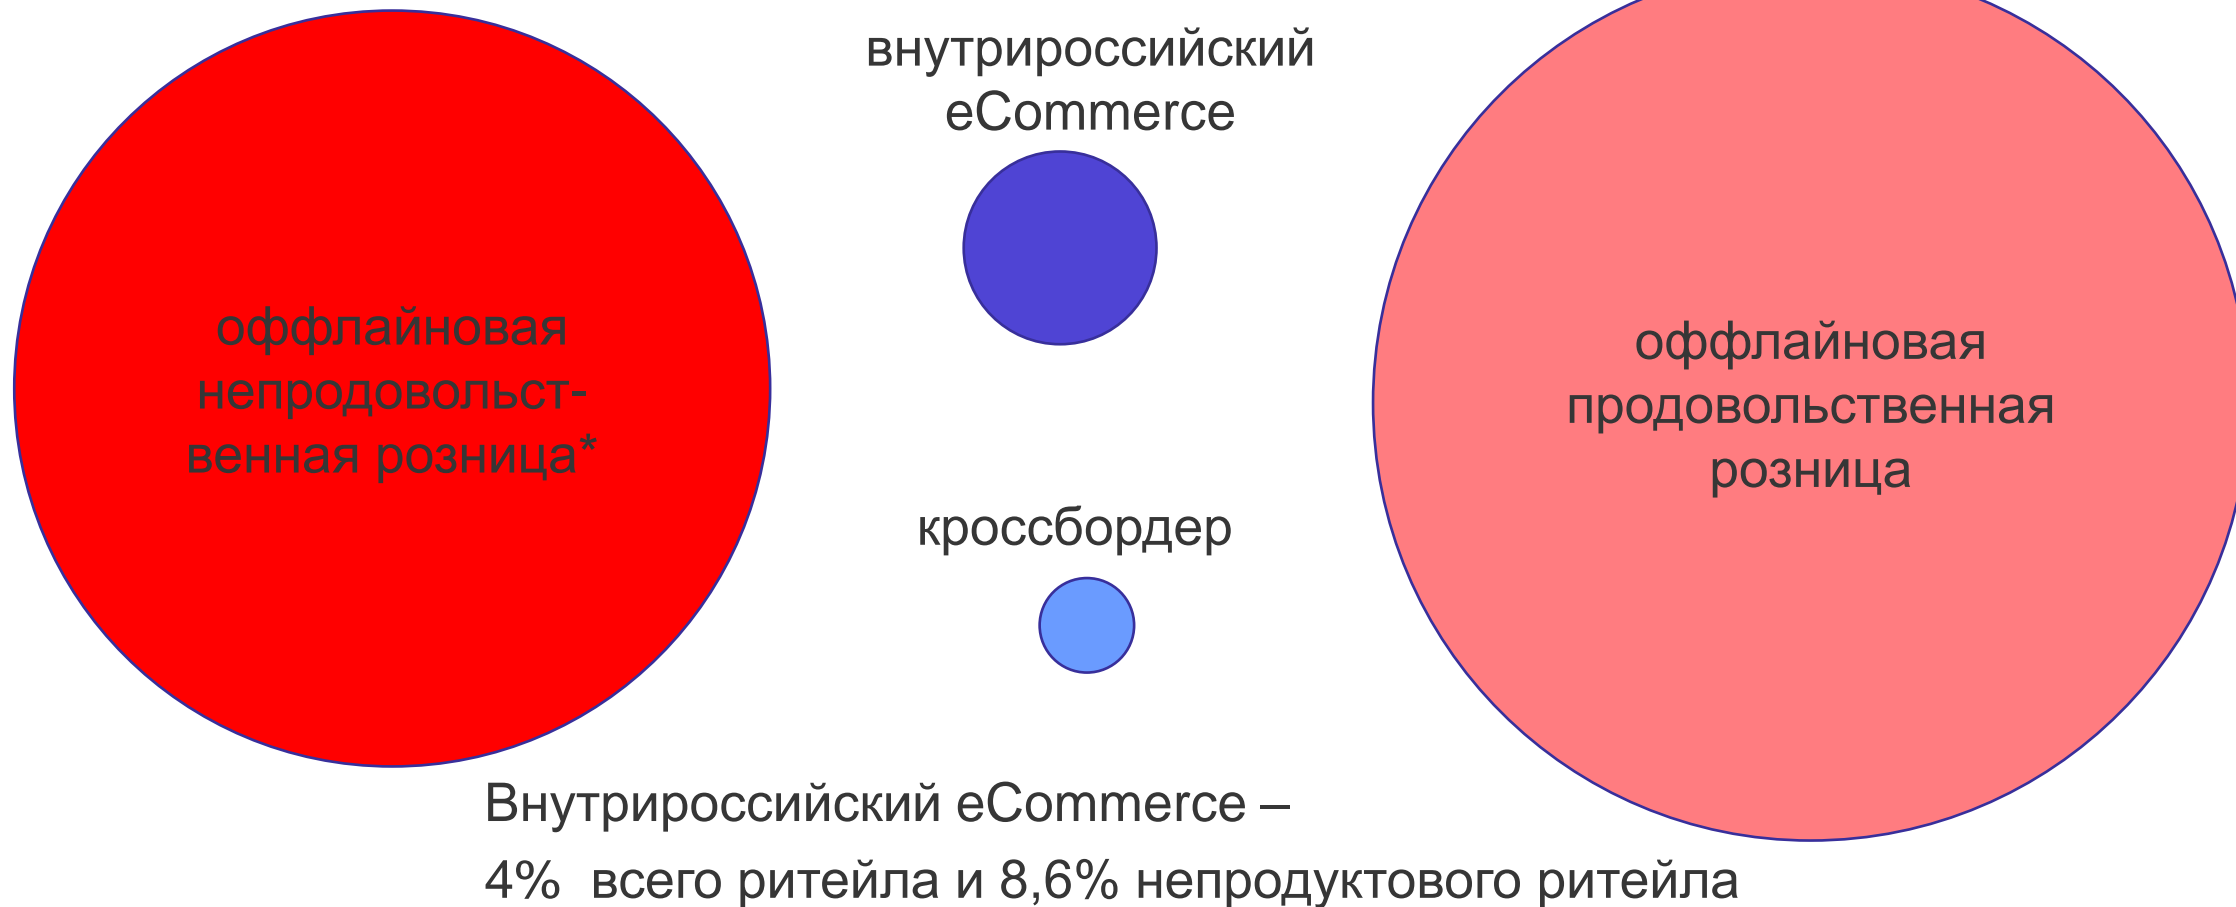 внутрироссийский
eCommerce
оффлайновая
непродовольст-
венная розница*
оффлайновая
продовольственная
розница
кроссбордер
Внутрироссийский eCommerce –
4% всего ритейла и 8,6% непродуктового ритейла